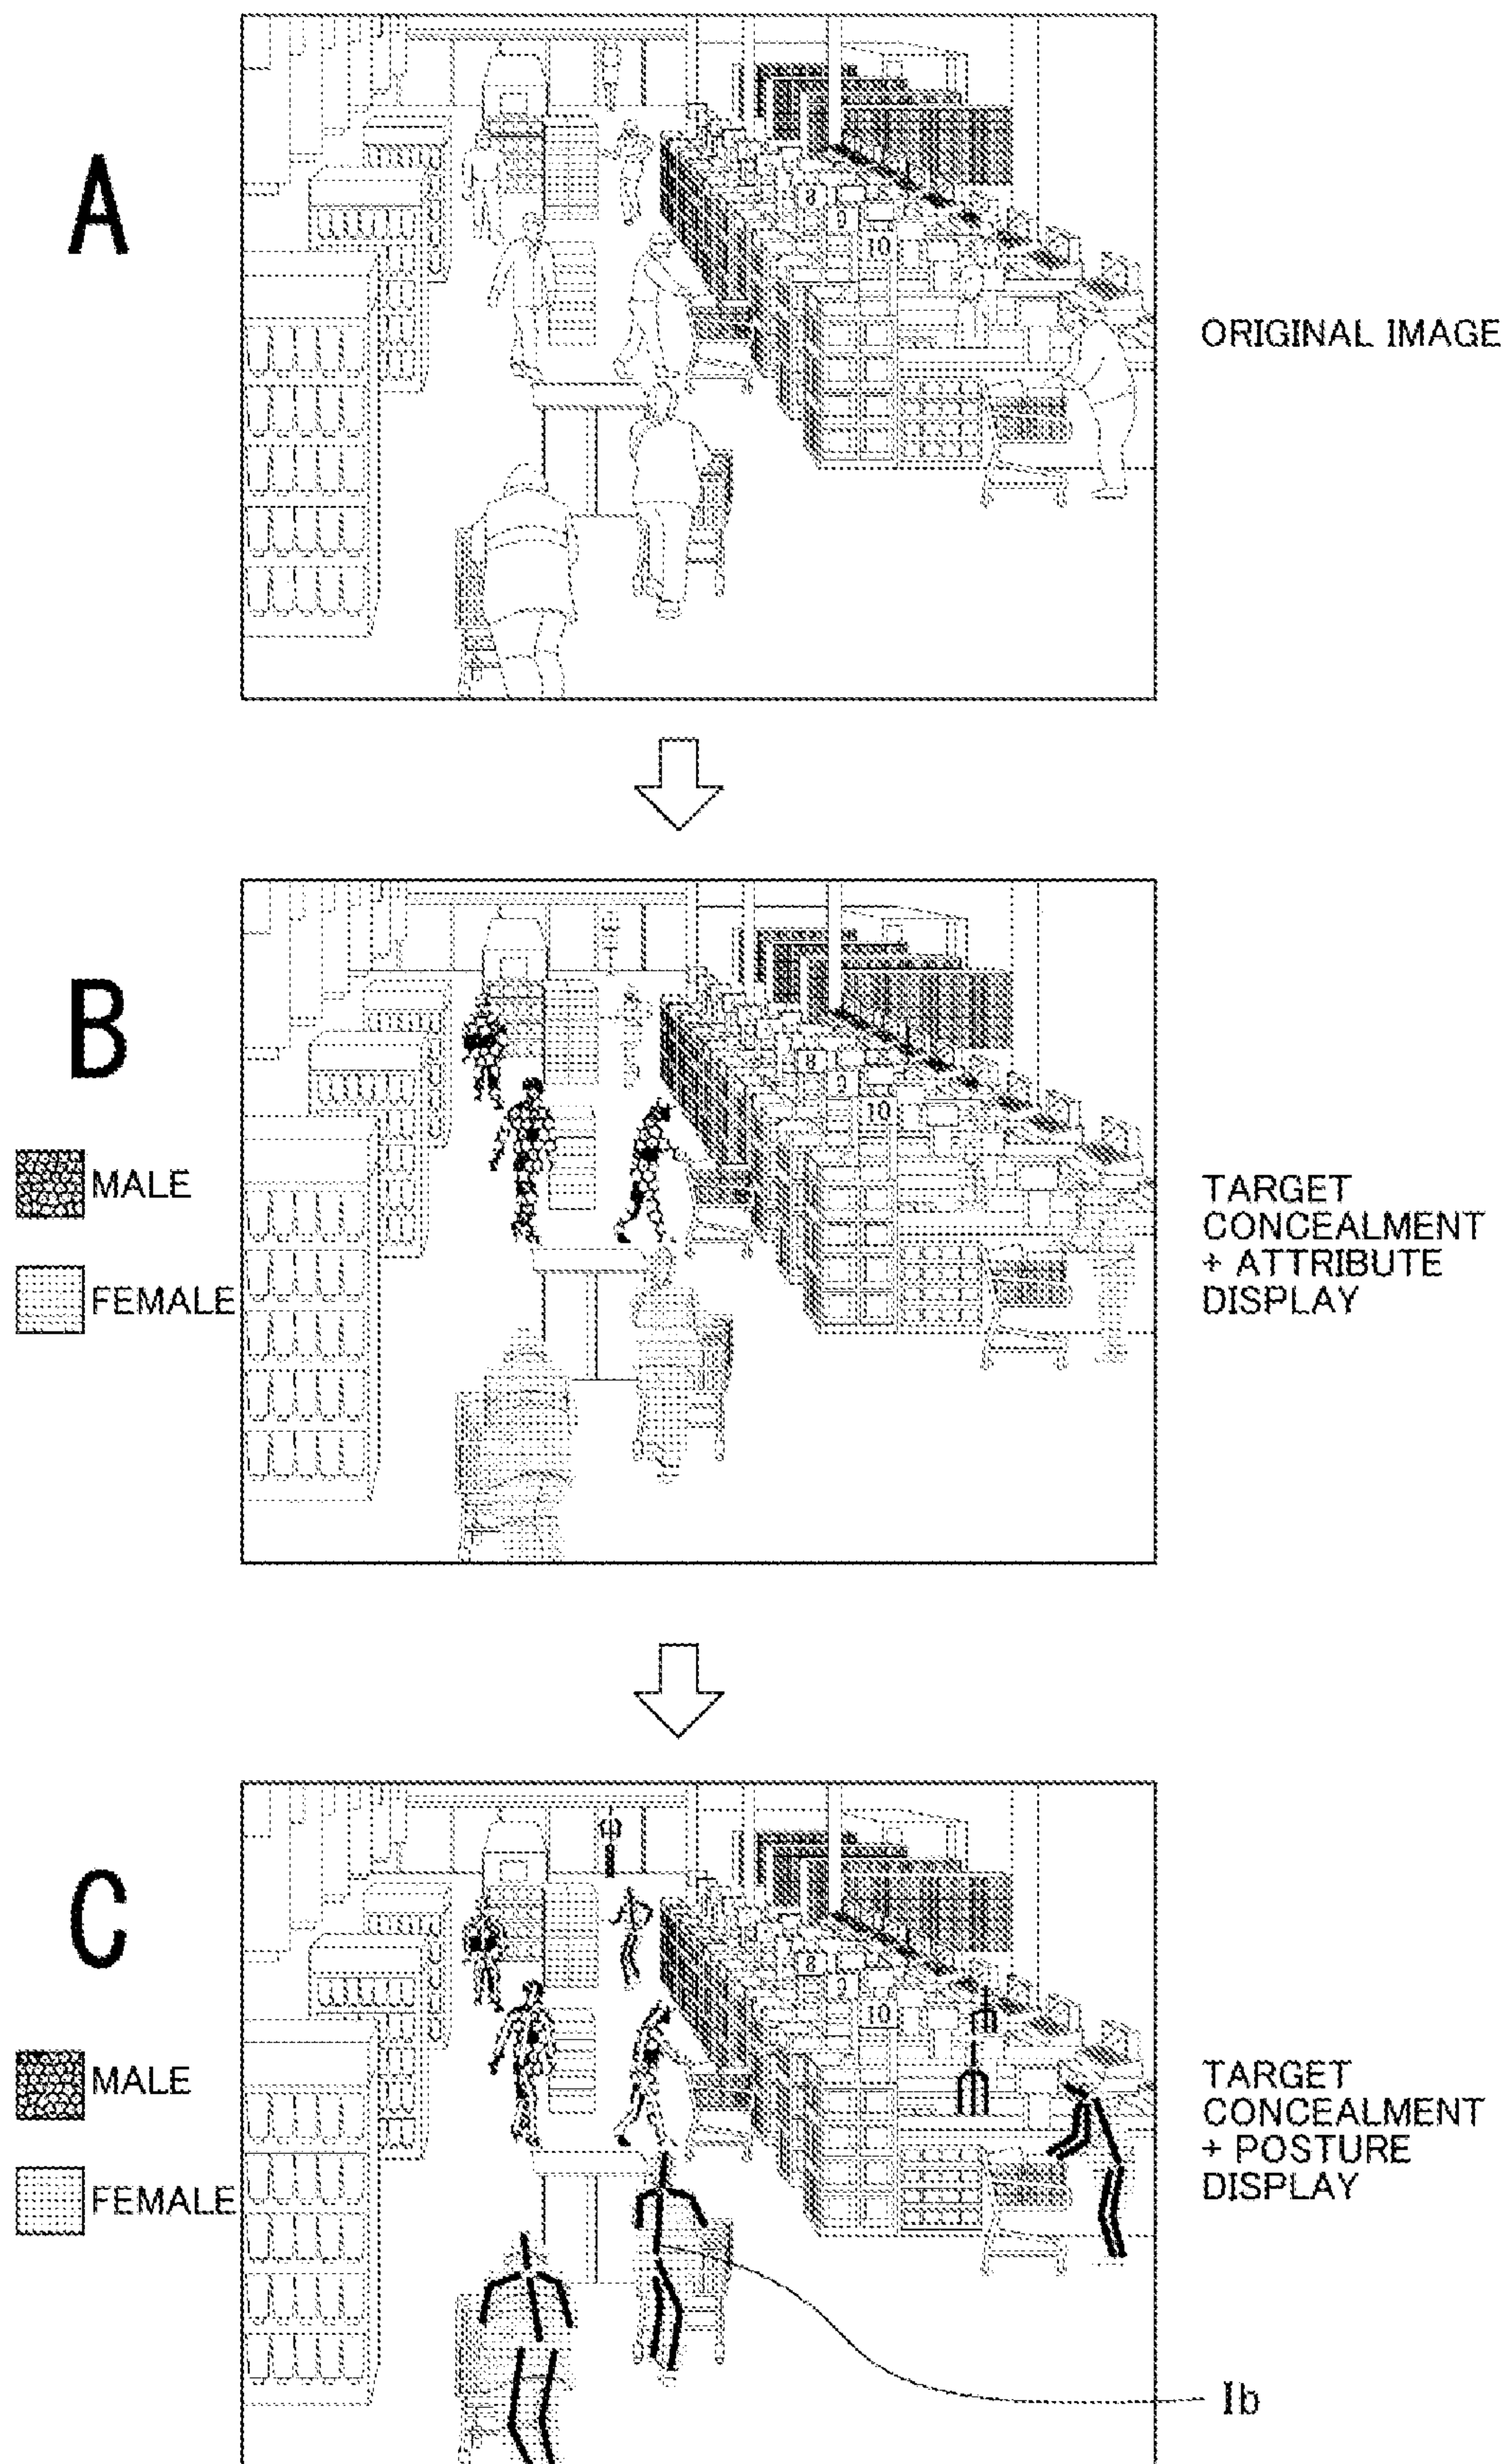 A
8
9
10
ORIGINAL IMAGE
B
8
9
10
MALE
FEMALE
TARGET
CONCEALMENT
+ ATTRIBUTE
DISPLAY
C
8
9
10
MALE
FEMALE
TARGET
CONCEALMENT
+ POSTURE
DISPLAY
Ib